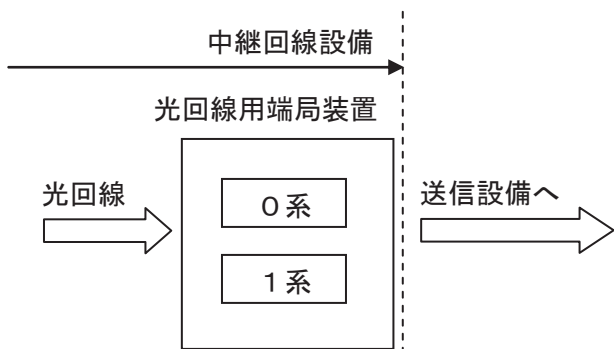 中継回線設備
光回線用端局装置
光回線
０系
送信設備へ
１系